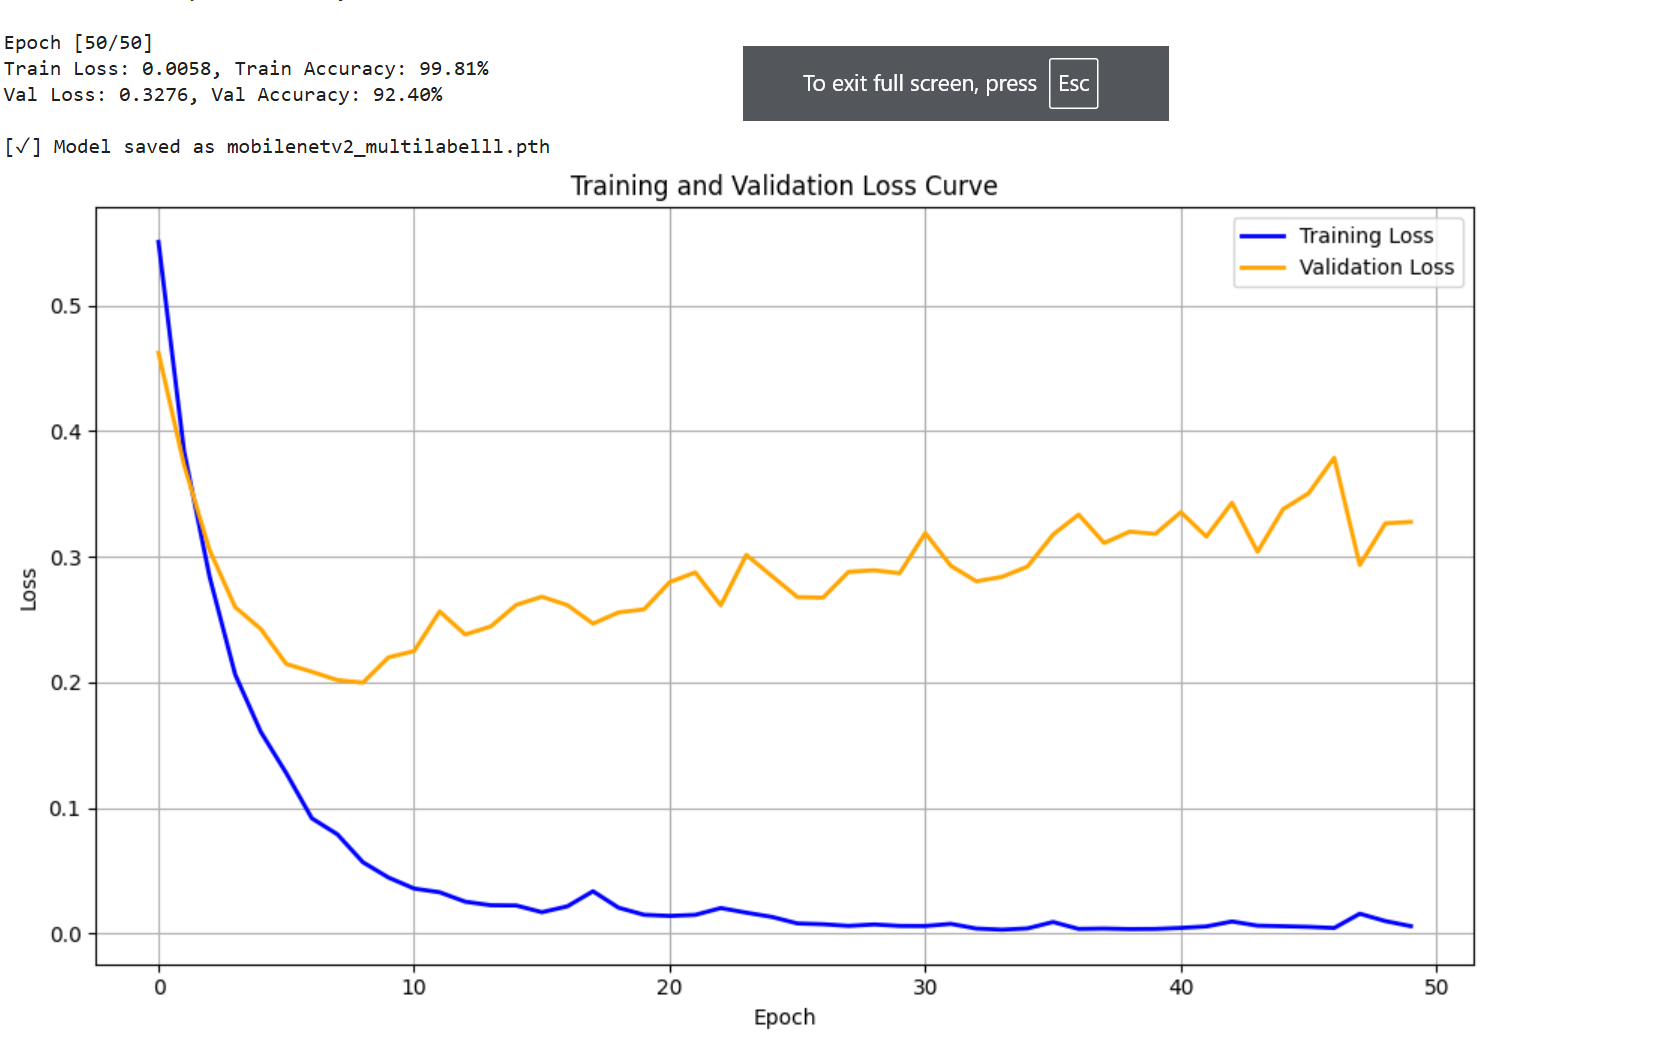 Epoch [50/50]
Train Loss: 0.0058, Train Accuracy: 99.81%
Val Loss: 0.3276, Val Accuracy: 92.40%
To exit full screen, press Esc
[✓] Model saved as mobilenetv2_multilabelll.pth
Training and Validation Loss Curve
Training Loss
Validation Loss
0.5
0.4
0.3
0.2
0.1
0.0
Loss
0 10 20 30 40 50
Epoch